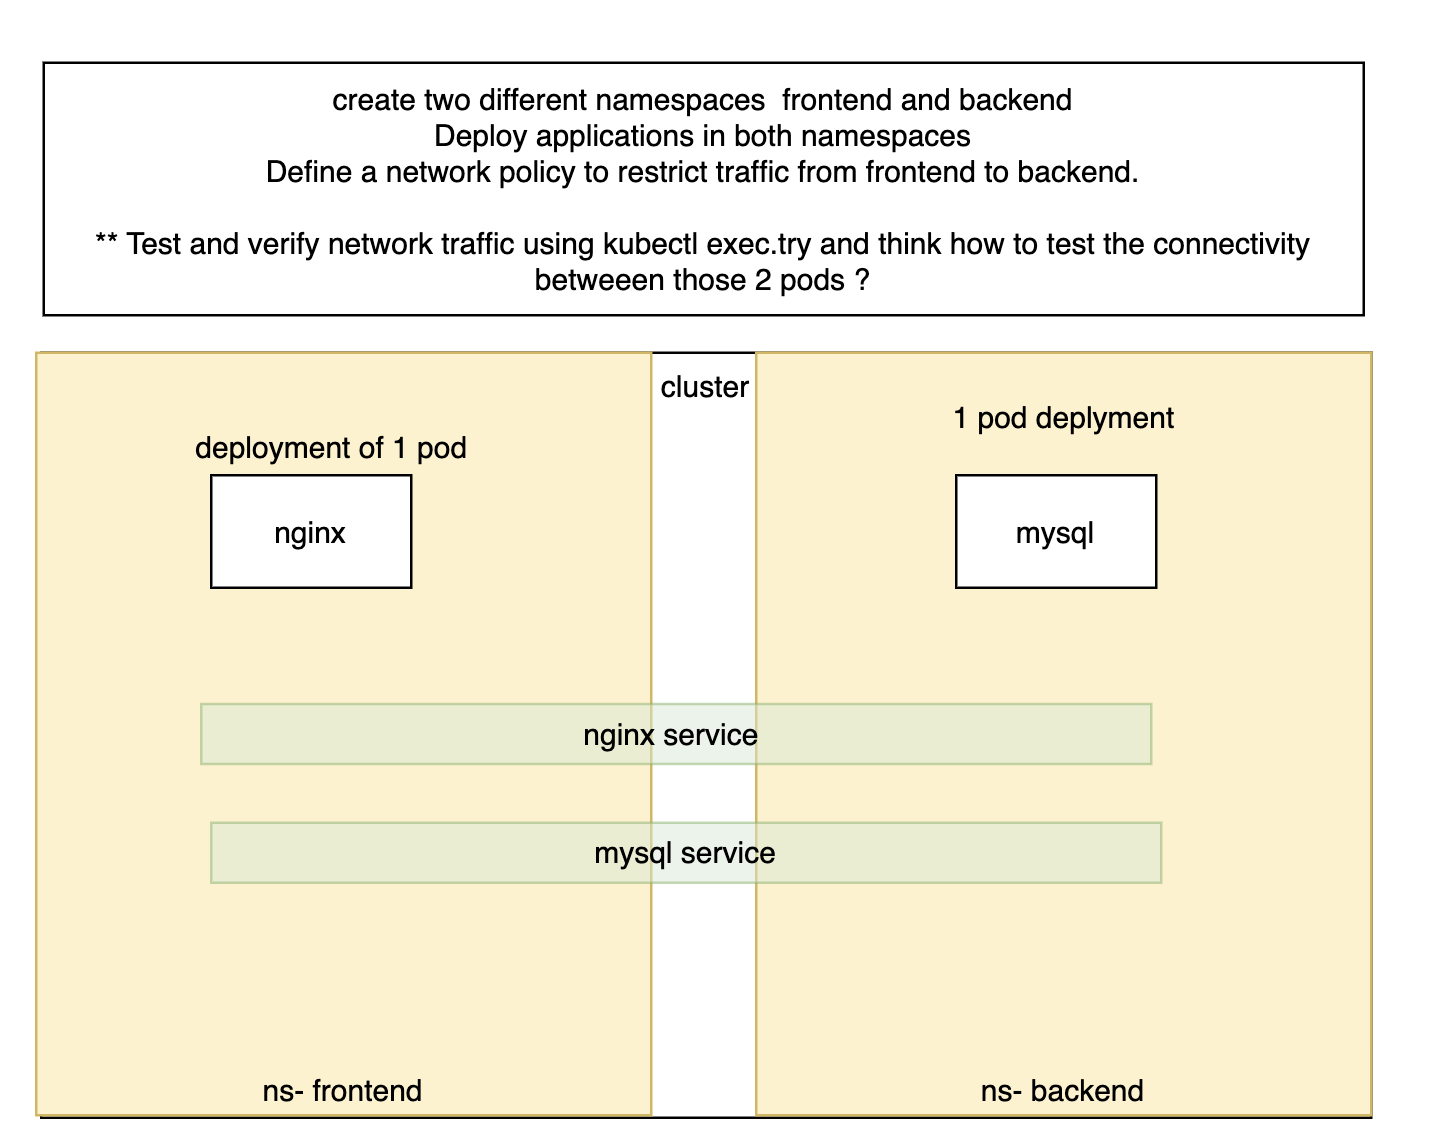 create two different namespaces  frontend and backend
Deploy applications in both namespaces
Define a network policy to restrict traffic from frontend to backend.
** Test and verify network traffic using kubectl exec.try and think how to test the connectivity
betweeen those 2 pods ?
cluster
1 pod deplyment
deployment of 1 pod
nginx
mysql
nginx service
mysql service
ns- frontend
ns- backend